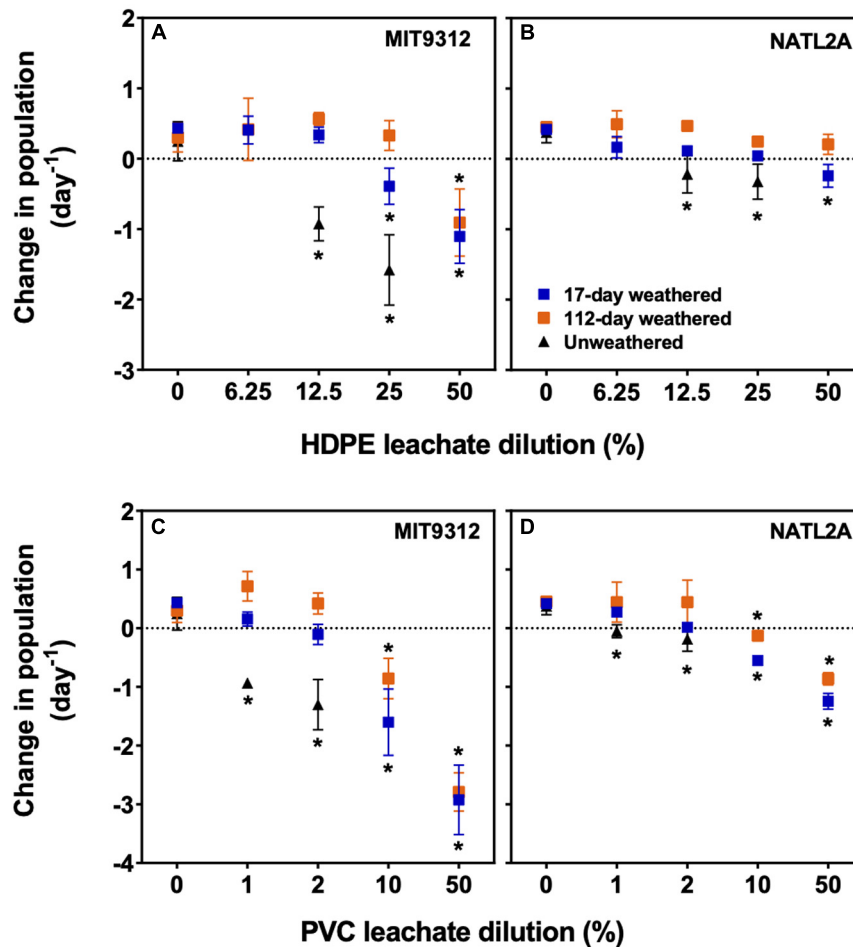 A
MIT9312
B
NATL2A
Change in population
(day-1)
2
1
0
-1
-2
-3
*
*
*
*
*
*
*
*
17-day weathered
112-day weathered
Unweathered
0 6.25 12.5 25 50
0 6.25 12.5 25 50
HDPE leachate dilution (%)
C
MIT9312
D
NATL2A
Change in population
(day-1)
2
1
0
-1
-2
-3
-4
*
*
*
*
*
*
*
*
*
*
*
*
0 1 2 10 50
0 1 2 10 50
PVC leachate dilution (%)